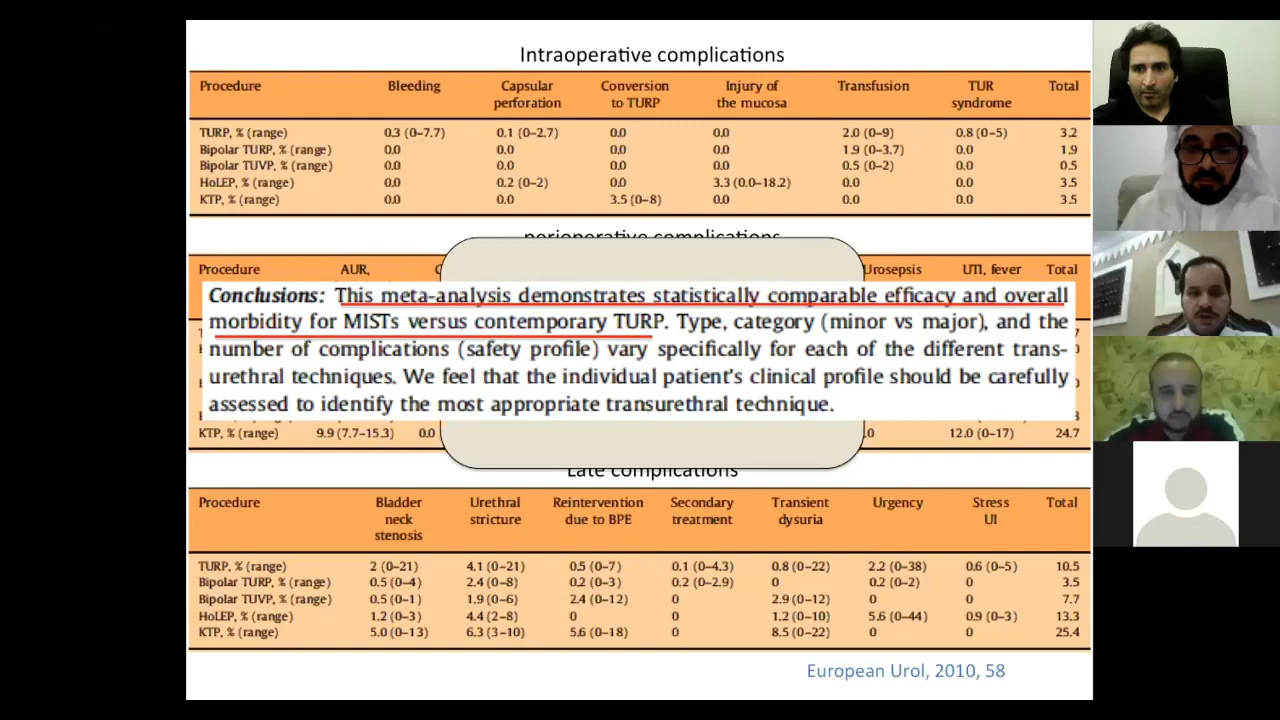 Intraoperative complications
Procedure Bleeding Capsular perforation Conversion to TURP Injury of the mucosa Transfusion TUR syndrome Total
TURP, % (range) 0.3 (0–7.7) 0.1 (0–2.7) 0.0 0.0 2.0 (0–9) 0.8 (0–5) 3.2
Bipolar TURP, % (range) 0.0 0.0 0.0 0.0 1.9 (0–3.7) 0.0 1.9
Bipolar TUVP, % (range) 0.0 0.0 0.0 0.0 0.5 (0–2) 0.0 0.5
HoLEP, % (range) 0.0 0.2 (0–2) 0.0 3.3 (0.0–18.2) 0.0 0.0 3.5
KTP, % (range) 0.0 0.0 3.5 (0–8) 0.0 0.0 0.0 3.5
perioperative complications
Procedure AUR, Urosepsis UTI, fever Total
Conclusions: This meta-analysis demonstrates statistically comparable efficacy and overall
morbidity for MISTs versus contemporary TURP. Type, category (minor vs major), and the
number of complications (safety profile) vary specifically for each of the different trans-
urethral techniques. We feel that the individual patient's clinical profile should be carefully
assessed to identify the most appropriate transurethral technique.
KTP, % (range) 9.9 (7.7–15.3) 0.0 .0 12.0 (0–17) 24.7
Late complications
Procedure Bladder neck stenosis Urethral stricture Reintervention due to BPE Secondary treatment Transient dysuria Urgency Stress UI Total
TURP, % (range) 2 (0–21) 4.1 (0–21) 0.5 (0–7) 0.1 (0–4.3) 0.8 (0–22) 2.2 (0–38) 0.6 (0–5) 10.5
Bipolar TURP, % (range) 0.5 (0–4) 2.4 (0–8) 0.2 (0–3) 0.2 (0–2.9) 0 0.2 (0–2) 0 3.5
Bipolar TUVP, % (range) 0.5 (0–1) 1.9 (0–6) 2.4 (0–12) 0 2.9 (0–12) 0 0 7.7
HoLEP, % (range) 1.2 (0–3) 4.4 (2–8) 0 0 1.2 (0–10) 5.6 (0–44) 0.9 (0–3) 13.3
KTP, % (range) 5.0 (0–13) 6.3 (3–10) 5.6 (0–18) 0 8.5 (0–22) 0 0 25.4
European Urol, 2010, 58